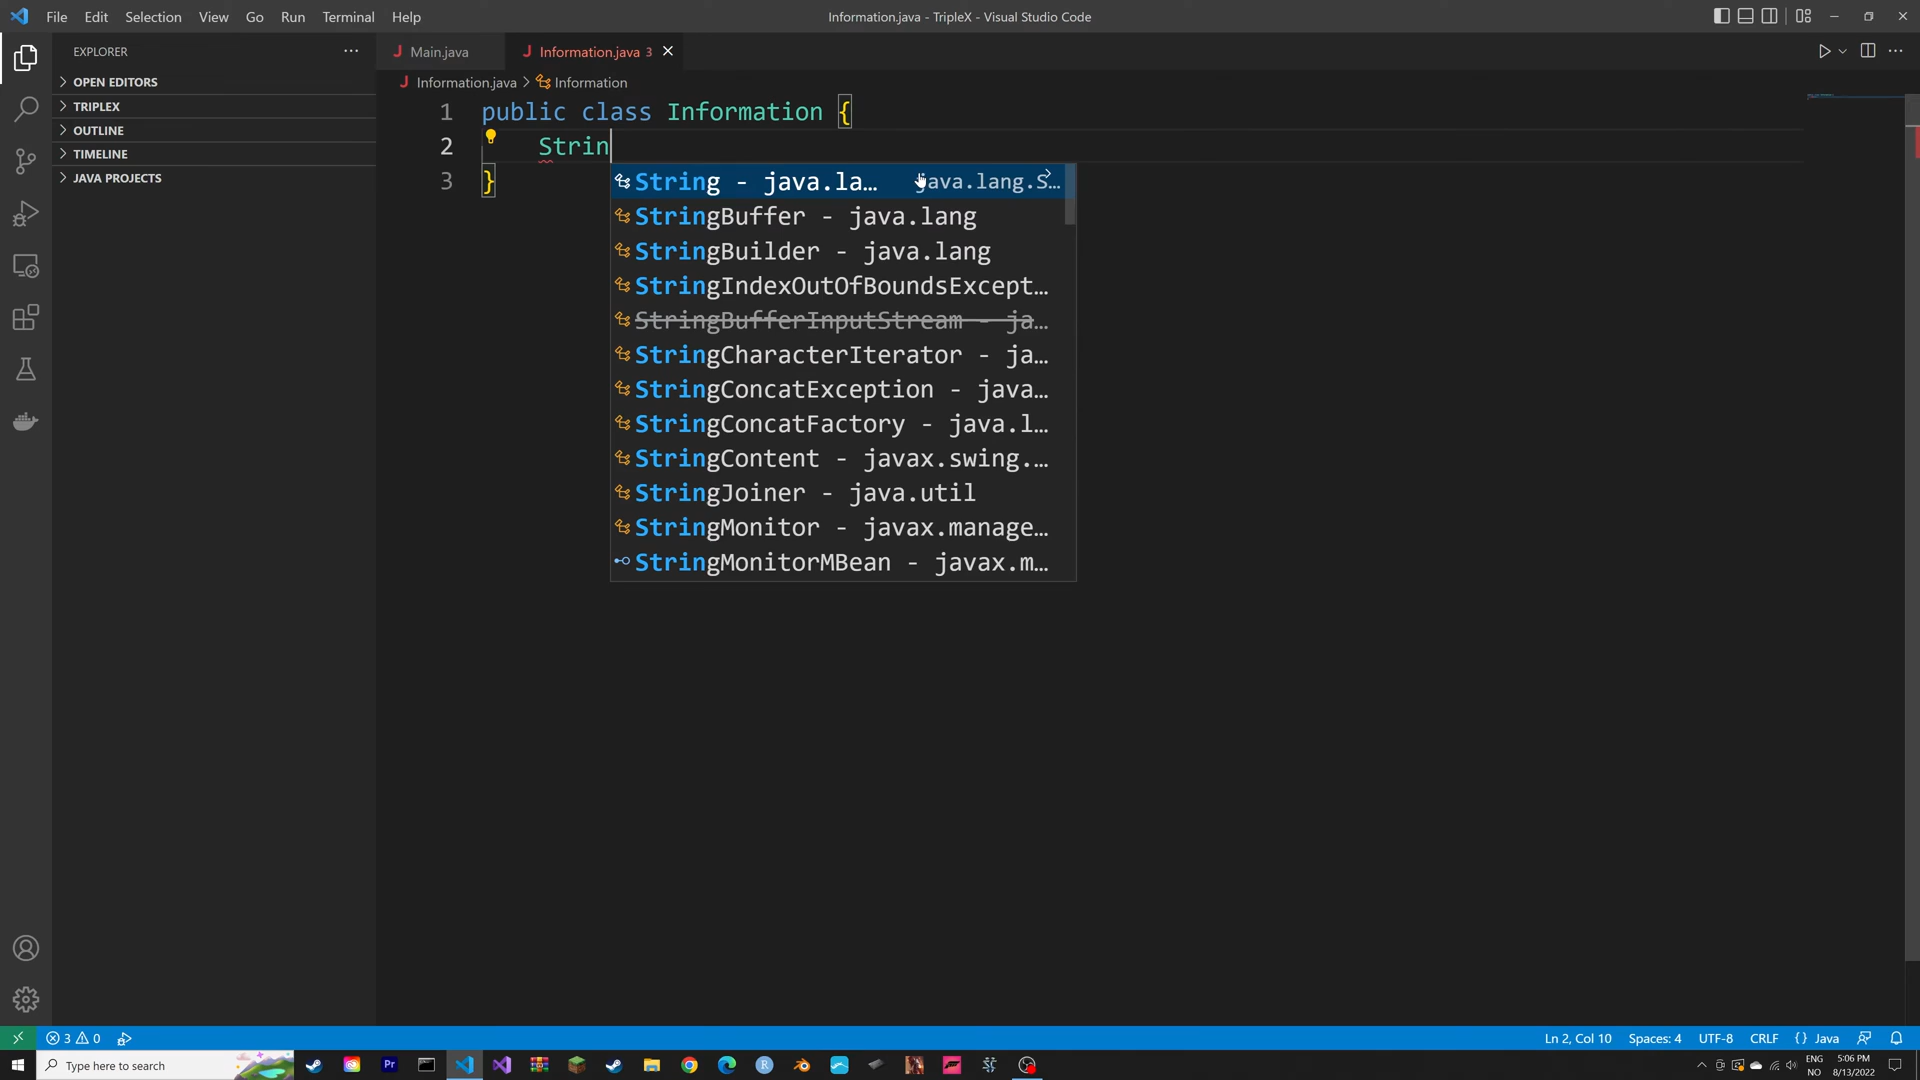 File Edit Selection View Go Run Terminal Help
Information.java - TripleX - Visual Studio Code
EXPLORER
OPEN EDITORS
TRIPLEX
OUTLINE
TIMELINE
JAVA PROJECTS
Main.java
Information.java 3
Information.java > Information
1 public class Information {
2 Strin
3 }
String - java.la… java.lang.S…
StringBuffer - java.lang
StringBuilder - java.lang
StringIndexOutOfBoundsExcept…
StringBufferInputStream - ja…
StringCharacterIterator - ja…
StringConcatException - java…
StringConcatFactory - java.l…
StringContent - javax.swing.…
StringJoiner - java.util
StringMonitor - javax.manage…
StringMonitorMBean - javax.m…
3 0
Ln 2, Col 10 Spaces: 4 UTF-8 CRLF {} Java
Type here to search
Pr
R
ENG
NO
5:06 PM
8/13/2022